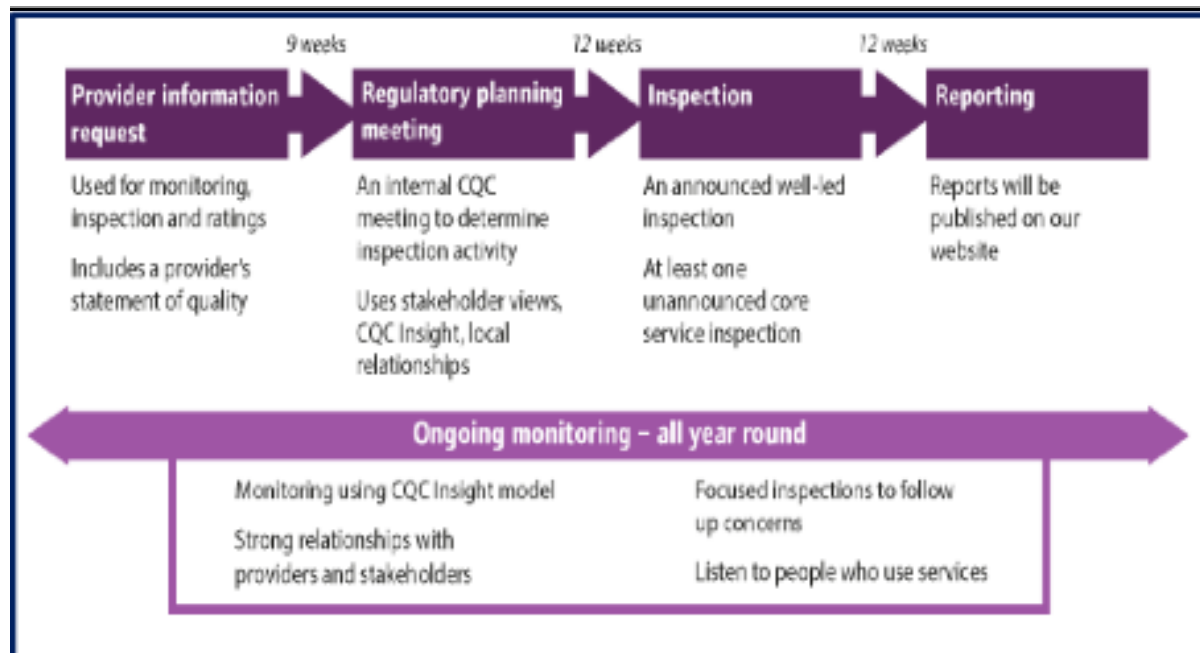 9 weeks
12 weeks
12 weeks
Provider information
request
Regulatory planning
meeting
Inspection
Reporting
Used for monitoring,
inspection and ratings
Includes a provider's
statement of quality
An internal CQC
meeting to determine
inspection activity
Uses stakeholder views,
CQC Insight, local
relationships
An announced well-led
inspection
At least one
unannounced core
service inspection
Reports will be
published on our
website
Ongoing monitoring – all year round
Monitoring using CQC Insight model
Strong relationships with
providers and stakeholders
Focused inspections to follow
up concerns
Listen to people who use services